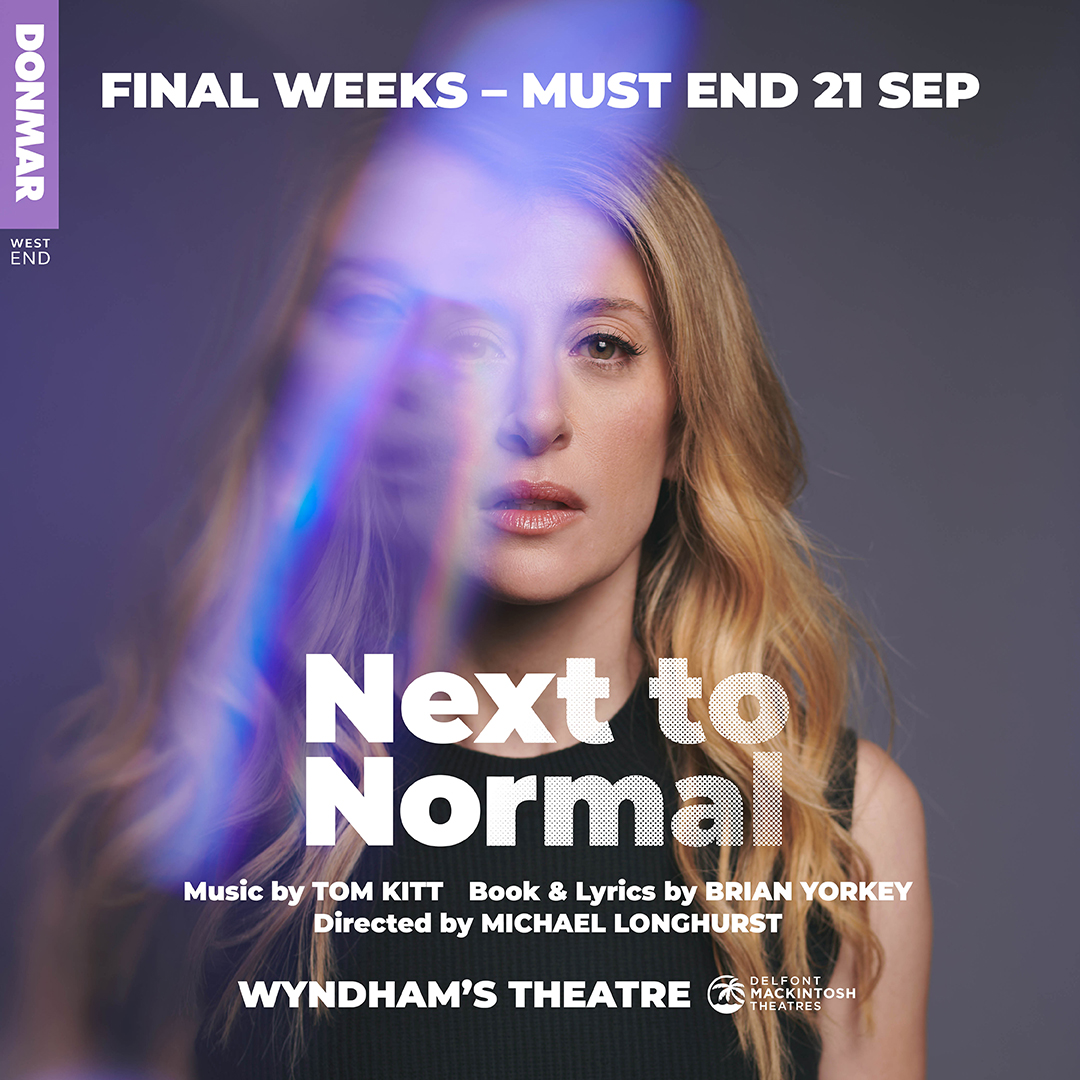 DONMAR
WEST
END
FINAL WEEKS – MUST END 21 SEP
Next to
Normal
Music by TOM KITT Book & Lyrics by BRIAN YORKEY
Directed by MICHAEL LONGHURST
WYNDHAM’S THEATRE
DELFONT
MACKINTOSH
THEATRES